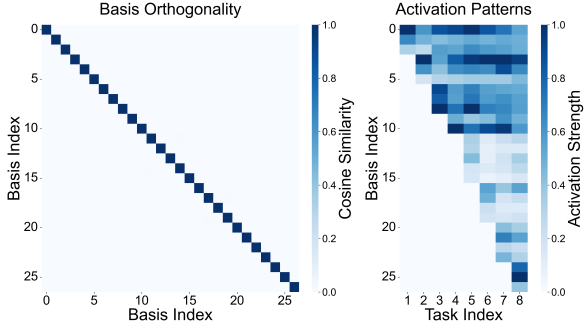 Basis Orthogonality
Activation Patterns
0
5
10
15
20
25
Basis Index
0 5 10 15 20 25
Basis Index
1.0
0.8
0.6
0.4
0.2
0.0
Cosine Similarity
0
5
10
15
20
25
Basis Index
1 2 3 4 5 6 7 8
Task Index
1.0
0.8
0.6
0.4
0.2
0.0
Activation Strength